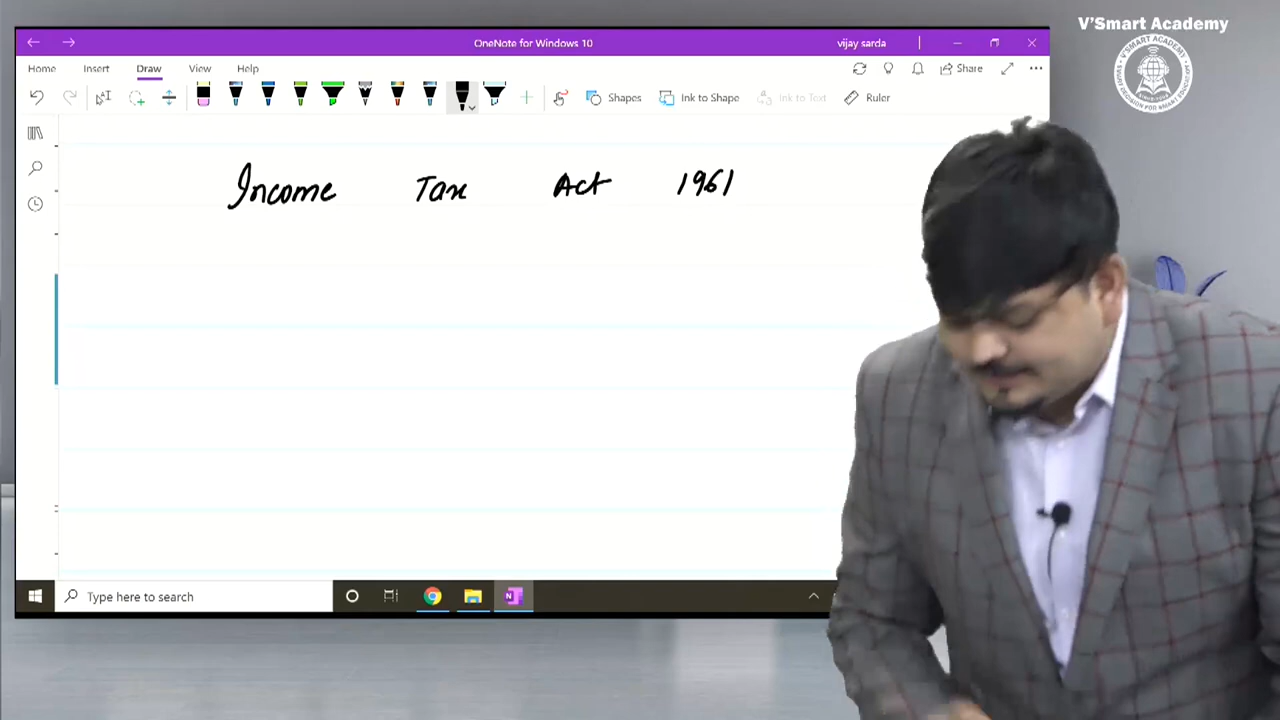 V'Smart Academy
OneNote for Windows 10
vijay sarda
Home Insert Draw View Help
Share
Shapes Ink to Shape Ink to Text Ruler
Income Tax Act 1961
Type here to search